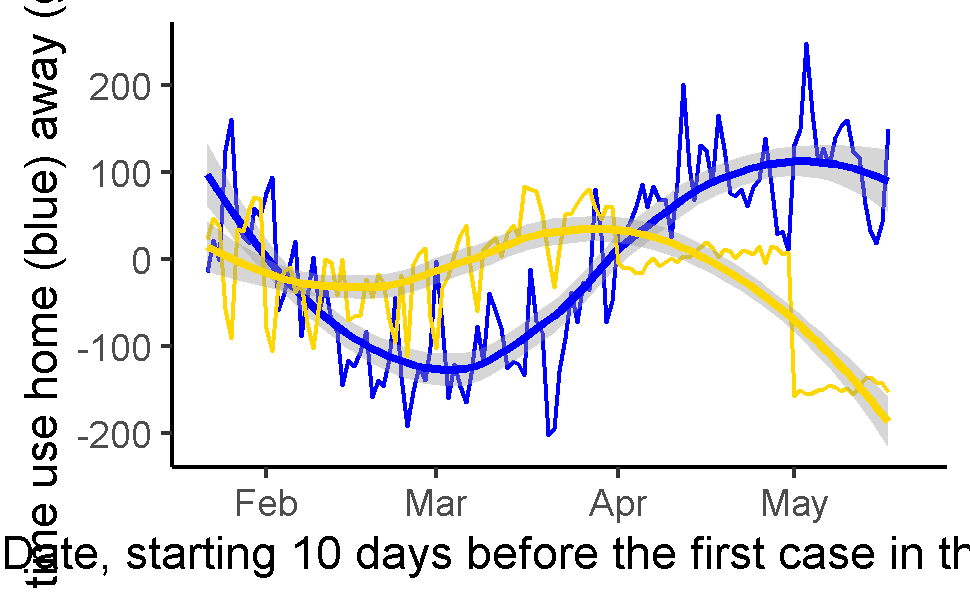 time use home (blue) away (
200
100
0
-100
-200
Feb Mar Apr May
Date, starting 10 days before the first case in th